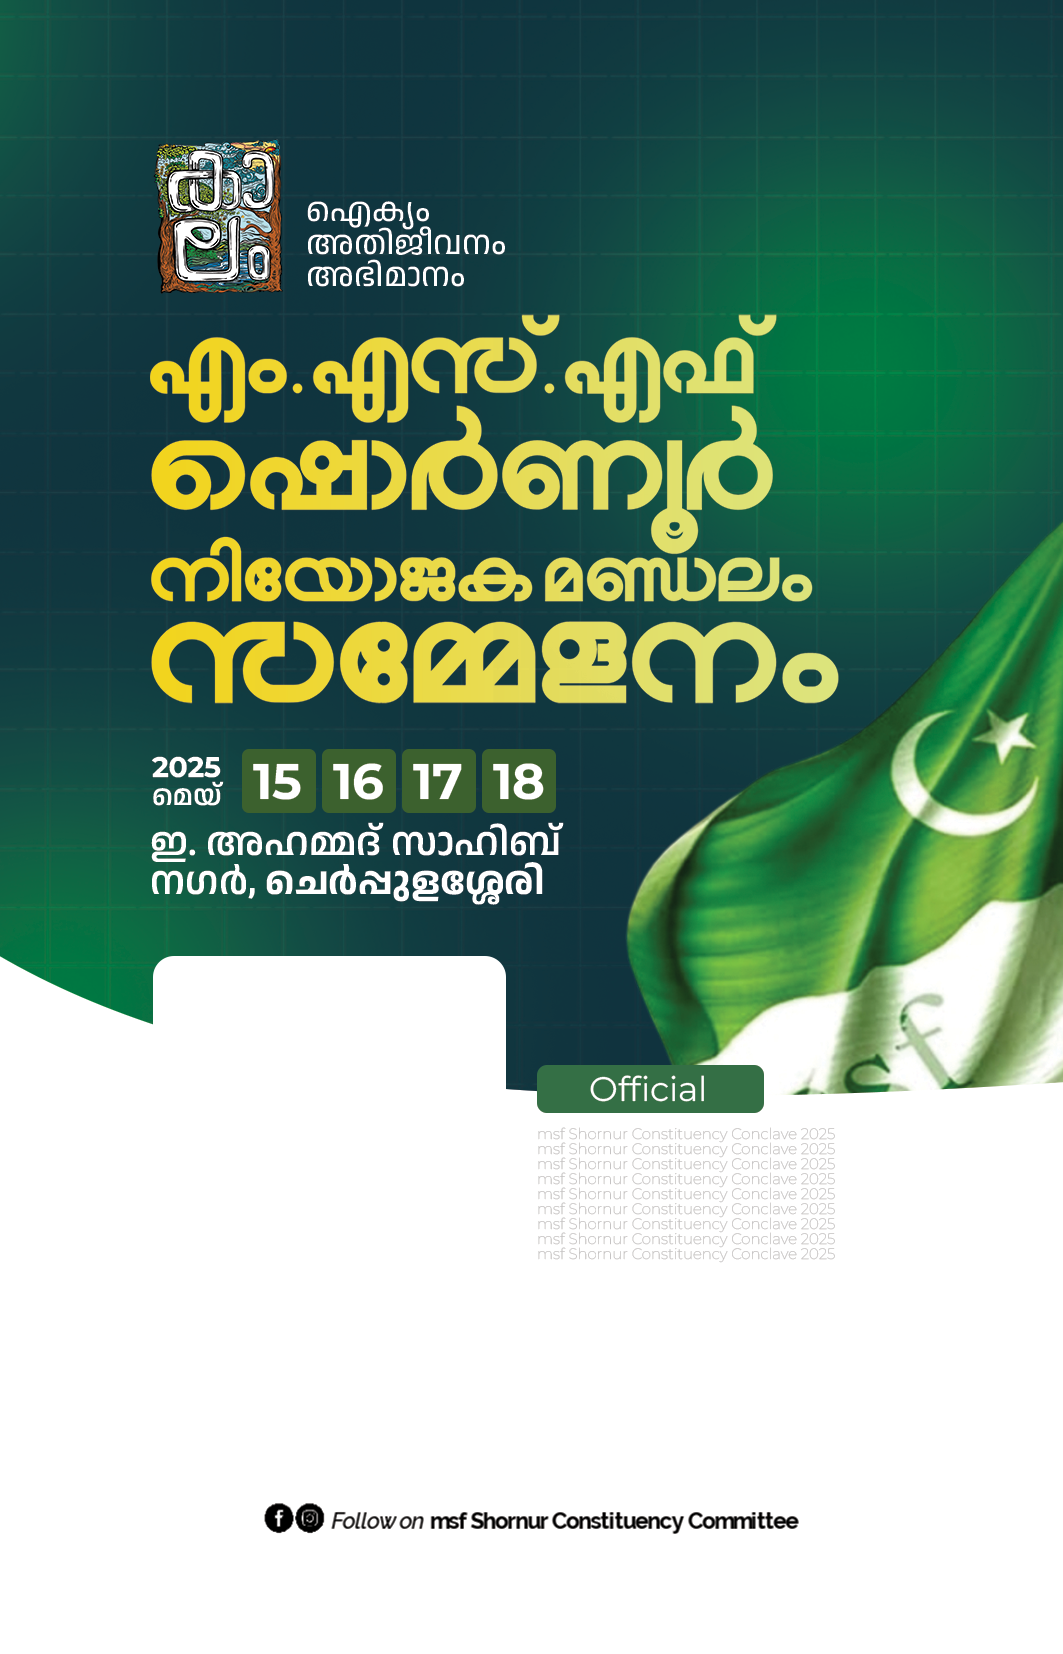 കാലം
ഐക്യം
അതിജീവനം
അഭിമാനം
എം.എസ്.എഫ്
ഷൊർണൂർ
നിയോജക മണ്ഡലം
സമ്മേളനം
2025
മെയ്
15 16 17 18
ഇ. അഹമ്മദ് സാഹിബ്
നഗർ, ചെർപ്പുളശ്ശേരി
msf
Official
msf Shornur Constituency Conclave 2025
msf Shornur Constituency Conclave 2025
msf Shornur Constituency Conclave 2025
msf Shornur Constituency Conclave 2025
msf Shornur Constituency Conclave 2025
msf Shornur Constituency Conclave 2025
msf Shornur Constituency Conclave 2025
msf Shornur Constituency Conclave 2025
msf Shornur Constituency Conclave 2025
Follow on msf Shornur Constituency Committee